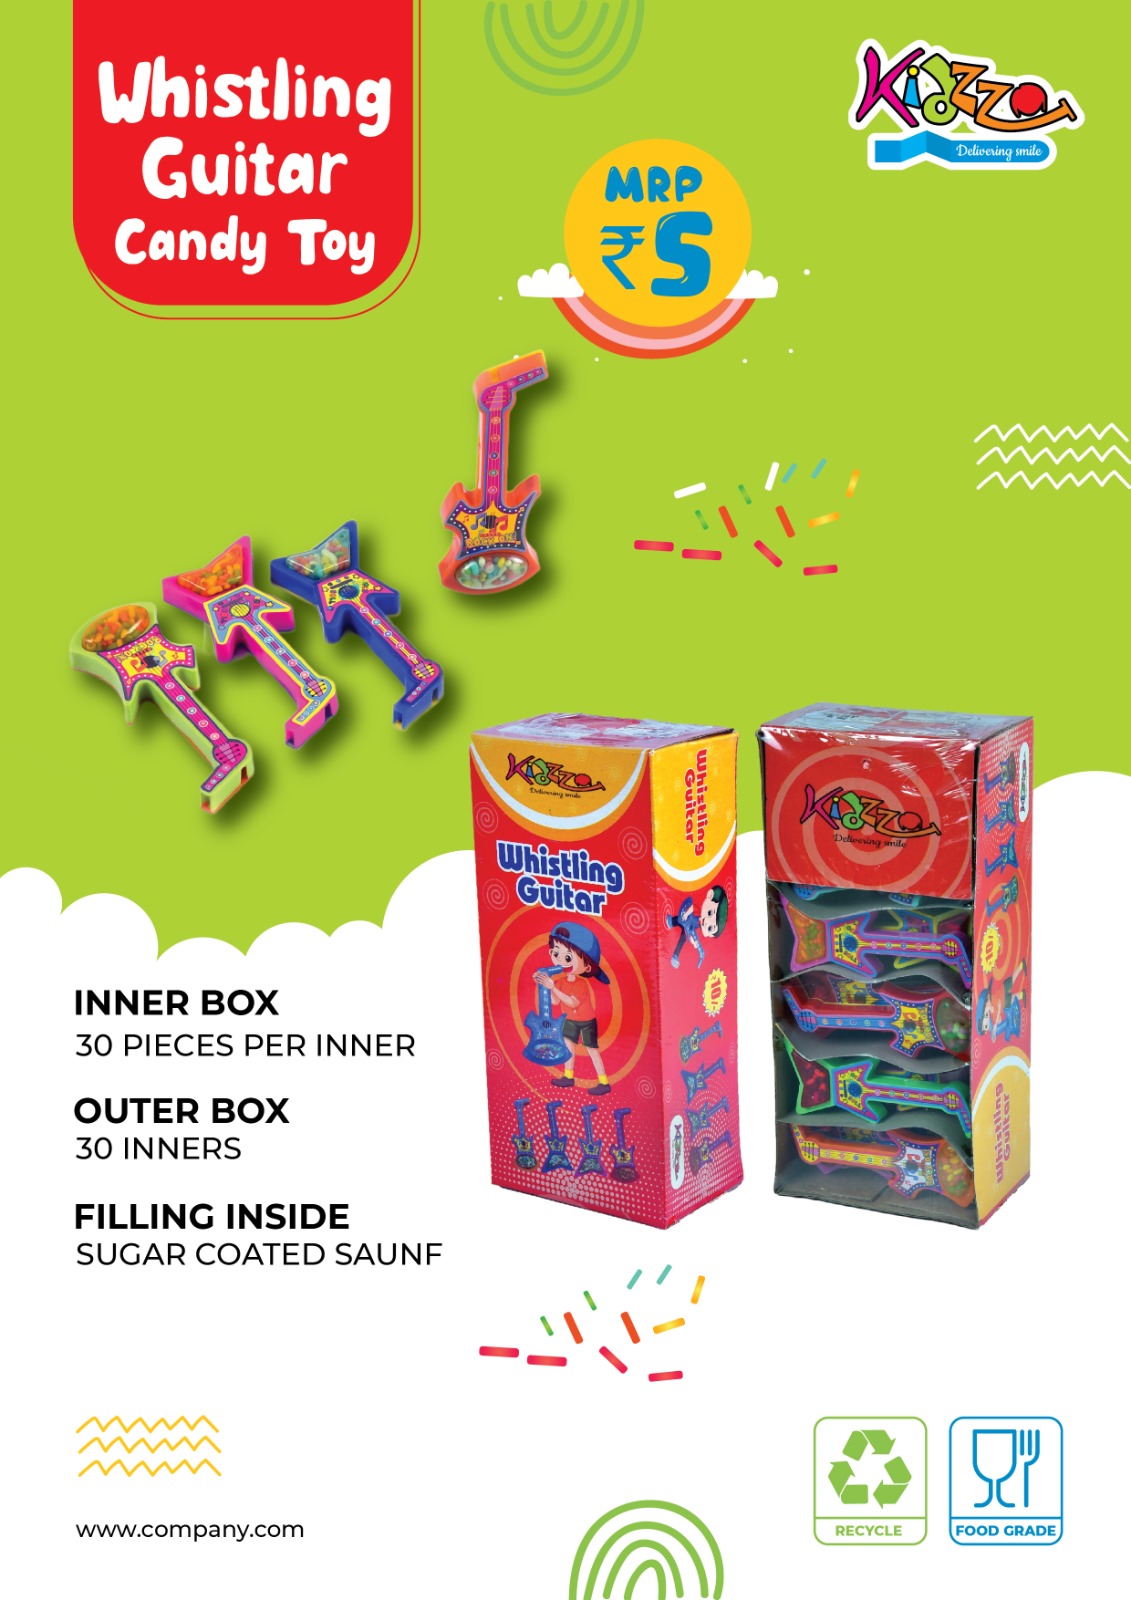 Whistling
Guitar
Candy Toy
Kidzzo
Delivering smile
MRP
₹5
Kidzzo
Delivering smile
Whistling
Guitar
Whistling
Guitar
Kidzzo
Delivering smile
Whistling
Guitar
INNER BOX
30 PIECES PER INNER
OUTER BOX
30 INNERS
FILLING INSIDE
SUGAR COATED SAUNF
www.company.com
RECYCLE
FOOD GRADE